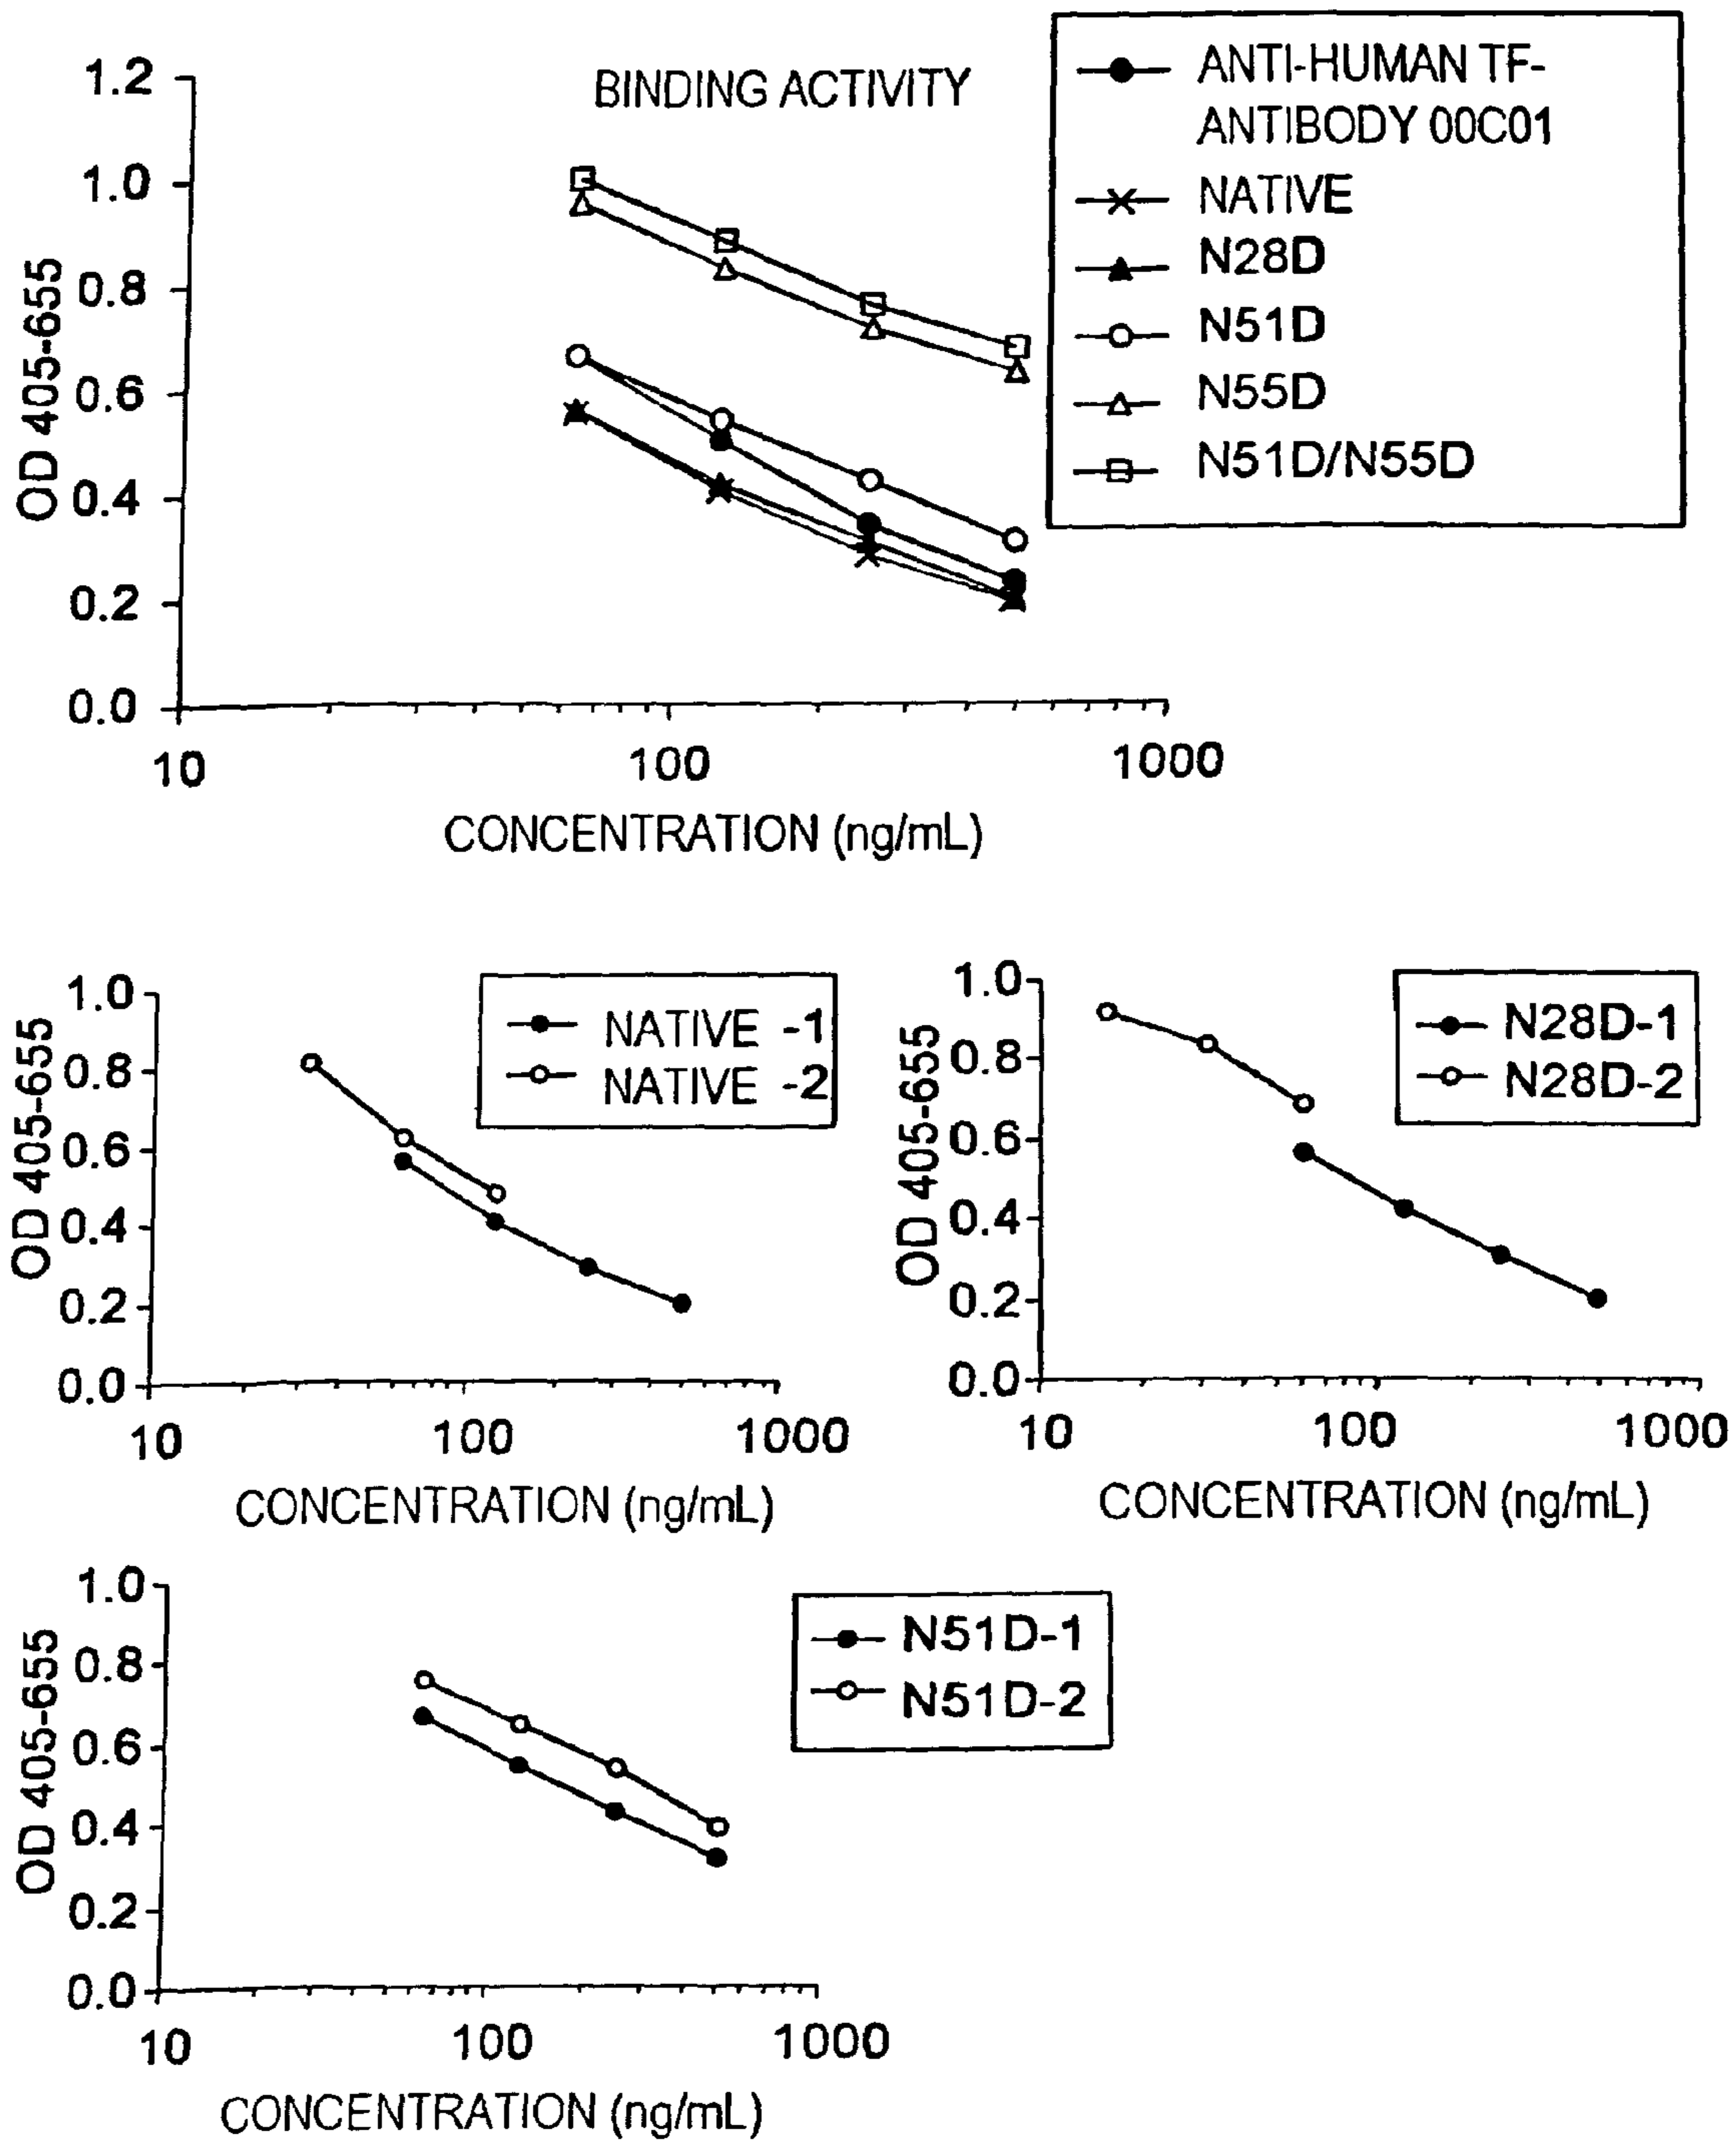 BINDING ACTIVITY
1.2
1.0
0.8
0.6
0.4
0.2
0.0
OD 405-655
10
100
1000
CONCENTRATION (ng/mL)
ANTI-HUMAN TF-
ANTIBODY 00C01
NATIVE
N28D
N51D
N55D
N51D/N55D
1.0
0.8
0.6
0.4
0.2
0.0
OD 405-655
NATIVE -1
NATIVE -2
10
100
1000
CONCENTRATION (ng/mL)
1.0
0.8
0.6
0.4
0.2
0.0
OD 405-655
N28D-1
N28D-2
10
100
1000
CONCENTRATION (ng/mL)
1.0
0.8
0.6
0.4
0.2
0.0
OD 405-655
N51D-1
N51D-2
10
100
1000
CONCENTRATION (ng/mL)